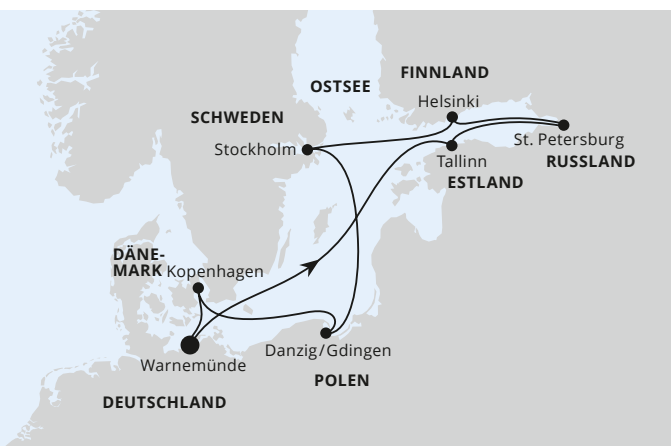 FINNLAND
OSTSEE
Helsinki
SCHWEDEN
St. Petersburg
Stockholm
Tallinn
RUSSLAND
ESTLAND
DÄNE-
MARK
Kopenhagen
Danzig/Gdingen
Warnemünde
POLEN
DEUTSCHLAND